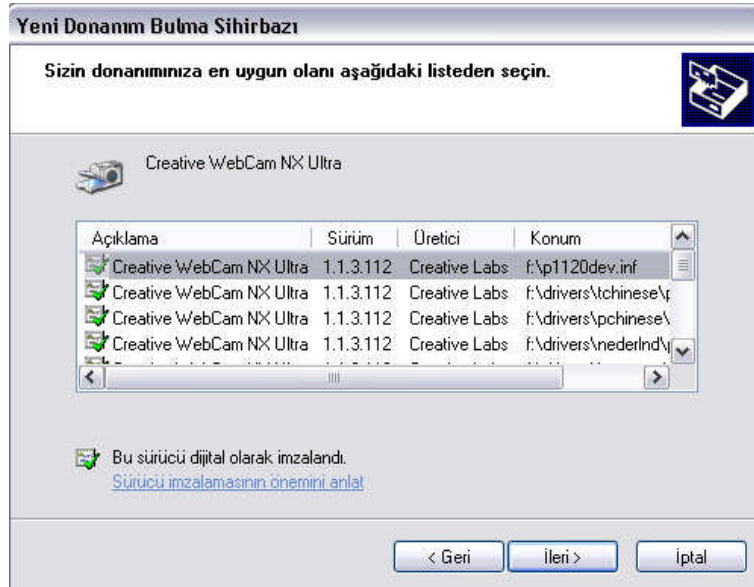 Yeni Donanım Bulma Sihirbazı
Sizin donanımınıza en uygun olanı aşağıdaki listeden seçin.
Creative WebCam NX Ultra
Açıklama Sürüm Üretici Konum
Creative WebCam NX Ultra 1.1.3.112 Creative Labs f:\p1120dev.inf
Creative WebCam NX Ultra 1.1.3.112 Creative Labs f:\drivers\tchinese\
Creative WebCam NX Ultra 1.1.3.112 Creative Labs f:\drivers\pchinese\
Creative WebCam NX Ultra 1.1.3.112 Creative Labs f:\drivers\nederlnd\
Bu sürücü dijital olarak imzalandı.
Sürücü imzalamasının önemini anlat
< Geri İleri > İptal